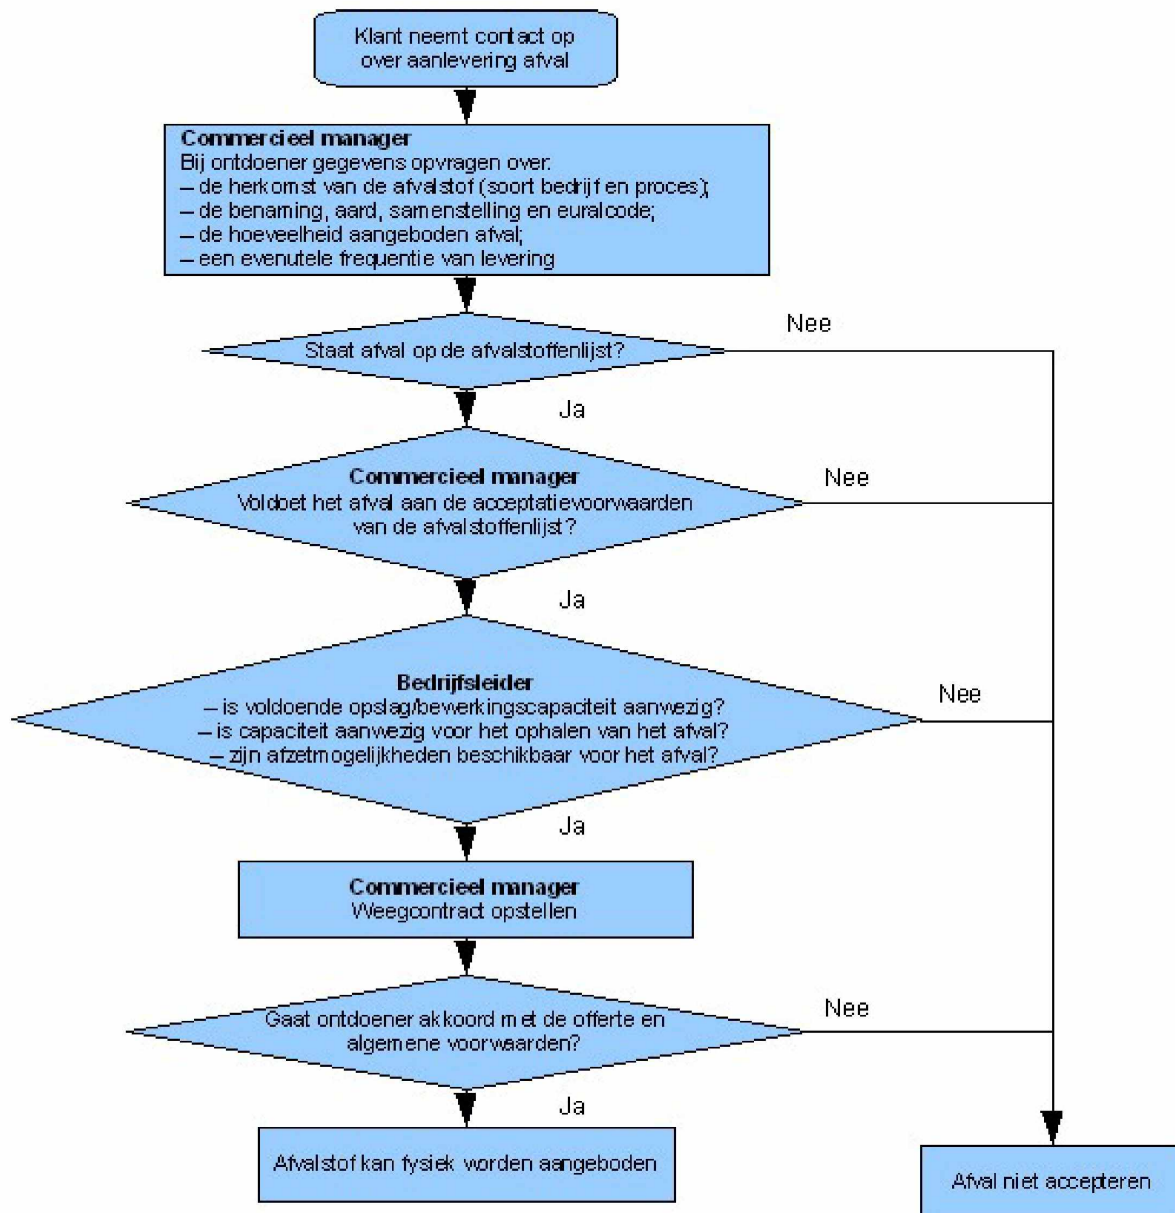 Klant neemt contact op
over aanlevering afval
Commercieel manager
Bij ontdoener gegevens opvragen over:
– de herkomst van de afvalstof (soort bedrijf en proces);
– de benaming, aard, samenstelling en euralcode;
– de hoeveelheid aangeboden afval;
– een evenutele frequentie van levering
Nee
Staat afval op de afvalstoffenlijst?
Ja
Commercieel manager
Voldoet het afval aan de acceptatievoorwaarden
van de afvalstoffenlijst?
Nee
Ja
Bedrijfsleider
– is voldoende opslag/bewerkingscapaciteit aanwezig?
– is capaciteit aanwezig voor het ophalen van het afval?
– zijn afzetmogelijkheden beschikbaar voor het afval?
Nee
Ja
Commercieel manager
Weegcontract opstellen
Gaat ontdoener akkoord met de offerte en
algemene voorwaarden?
Nee
Ja
Afvalstof kan fysiek worden aangeboden
Afval niet accepteren